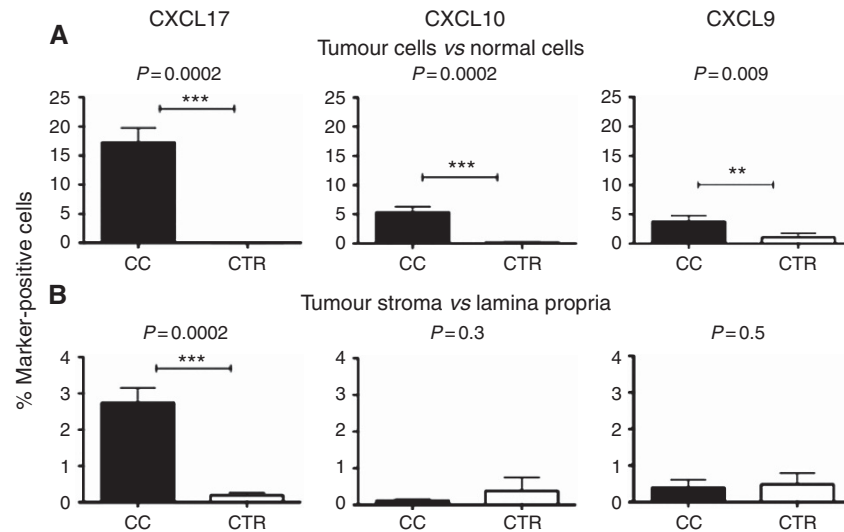 CXCL17 CXCL10 CXCL9
A
Tumour cells vs normal cells
P=0.0002 P=0.0002 P=0.009
25 25 25
*** 
20 20 20
15 15 15
*** **
10 10 10
5 5 5
0 0 0
CC CTR CC CTR CC CTR
B
Tumour stroma vs lamina propria
P=0.0002 P=0.3 P=0.5
4 4 4
***
3 3 3
2 2 2
1 1 1
0 0 0
CC CTR CC CTR CC CTR
% Marker-positive cells